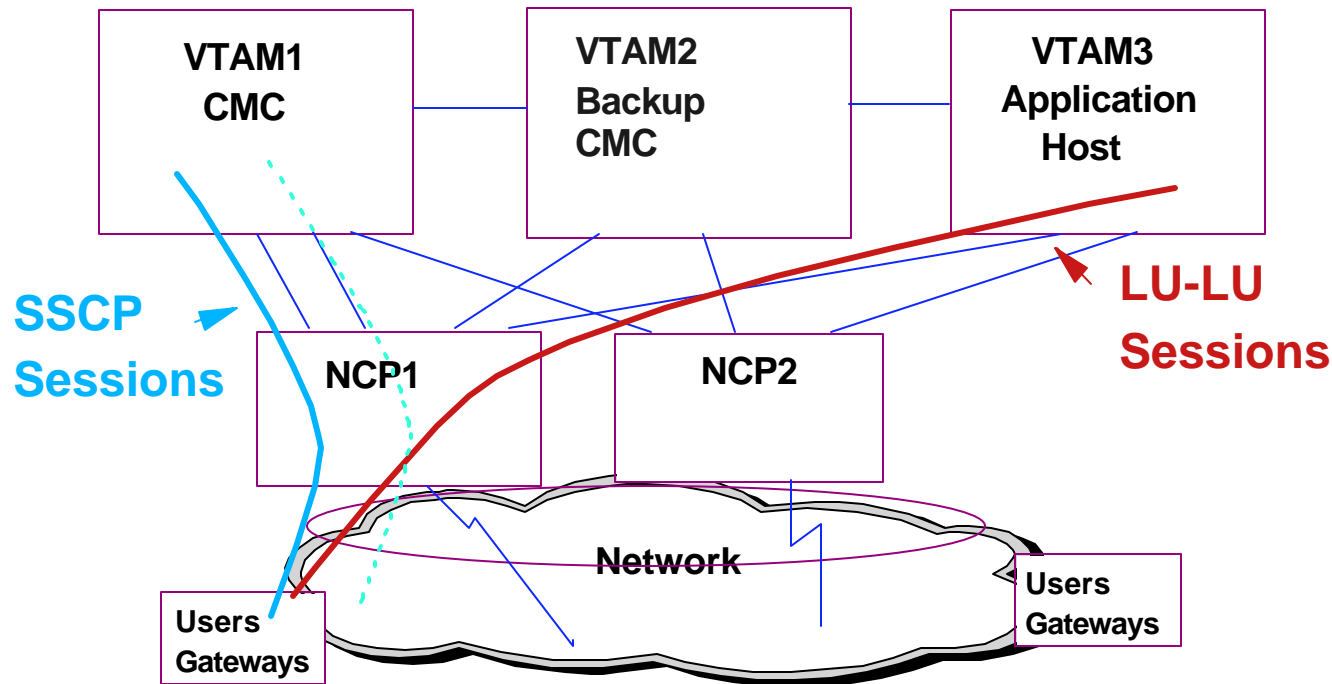 VTAM1
CMC
VTAM2
Backup
CMC
VTAM3
Application
Host
SSCP
Sessions
LU-LU
Sessions
NCP1
NCP2
Network
Users
Gateways
Users
Gateways